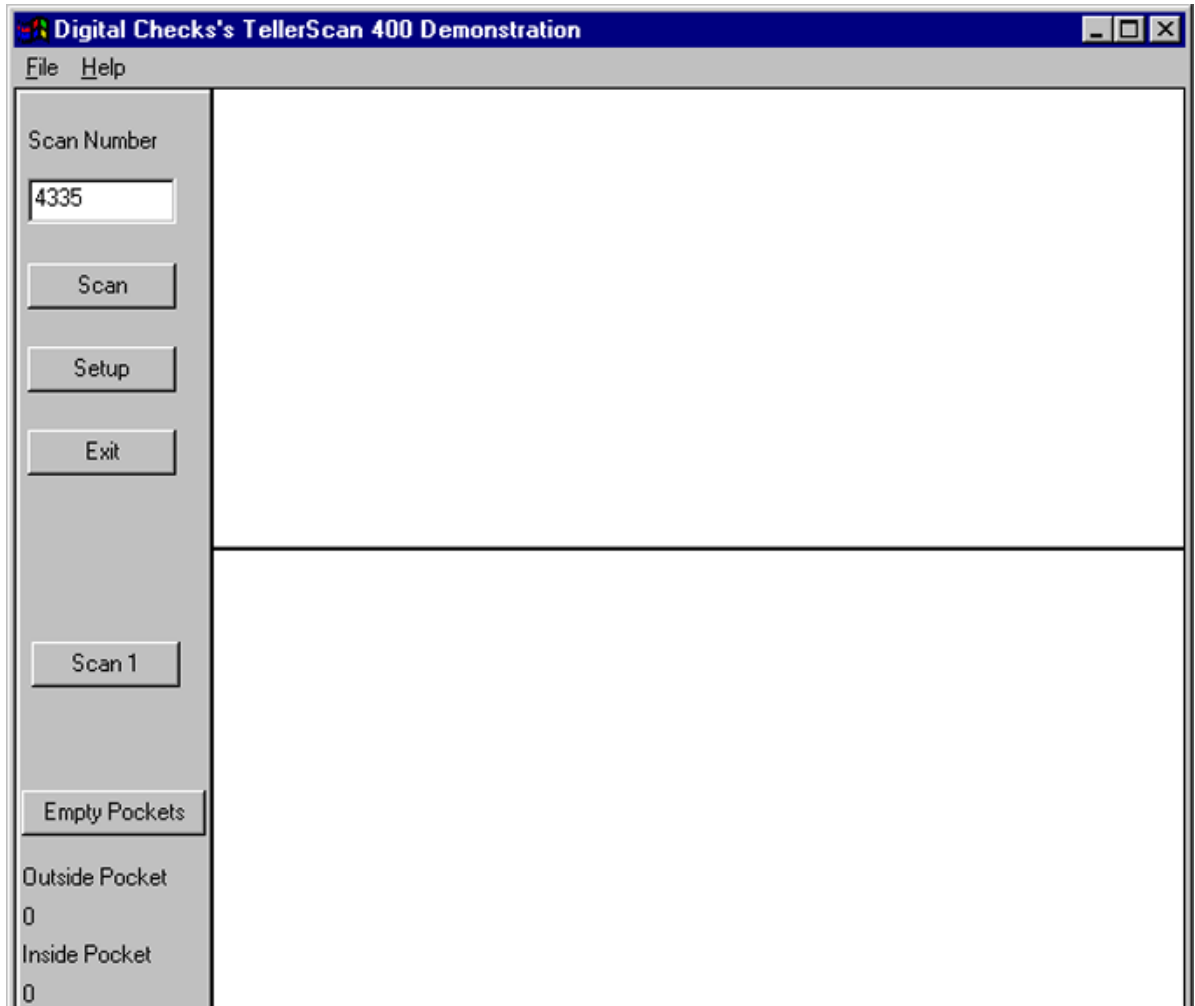 Digital Checks's TellerScan 400 Demonstration
File Help
Scan Number
4335
Scan
Setup
Exit
Scan 1
Empty Pockets
Outside Pocket
0
Inside Pocket
0